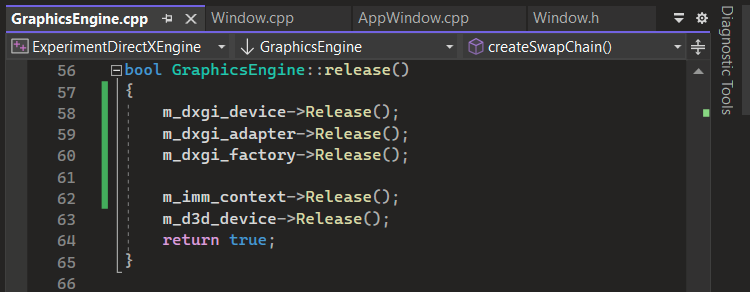 GraphicsEngine.cpp Window.cpp AppWindow.cpp Window.h
ExperimentDirectXEngine GraphicsEngine createSwapChain()
Diagnostic Tools
56 bool GraphicsEngine::release()
57 {
58 m_dxgi_device->Release();
59 m_dxgi_adapter->Release();
60 m_dxgi_factory->Release();
61
62 m_imm_context->Release();
63 m_d3d_device->Release();
64 return true;
65 }
66